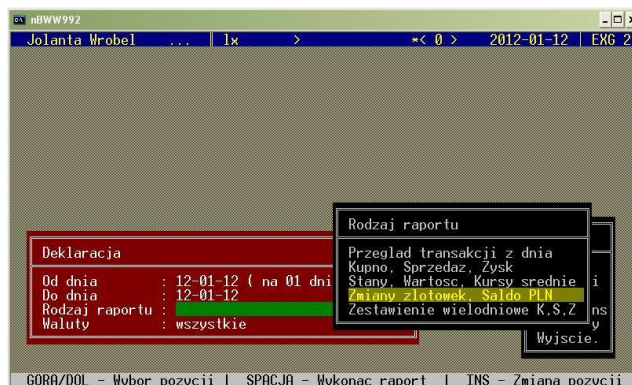 nBWW992
Jolanta Wrobel ... 1x > *< 0 > 2012-01-12 EXG 2
Rodzaj raportu
Przeglad transakcji z dnia
Kupno, Sprzedaz, Zysk
Stany, Wartosc, Kursy srednie
Zmiany zlotowek, Saldo PLN
Zestawienie wielodniowe K,S,Z
Deklaracja
Od dnia : 12-01-12 ( na 01 dni
Do dnia : 12-01-12
Rodzaj raportu :
Waluty : wszystkie
i
ns
y
Wyjscie.
GORA/DOL - Wybor pozycji | SPACJA - Wykonac raport | INS - Zmiana pozycji